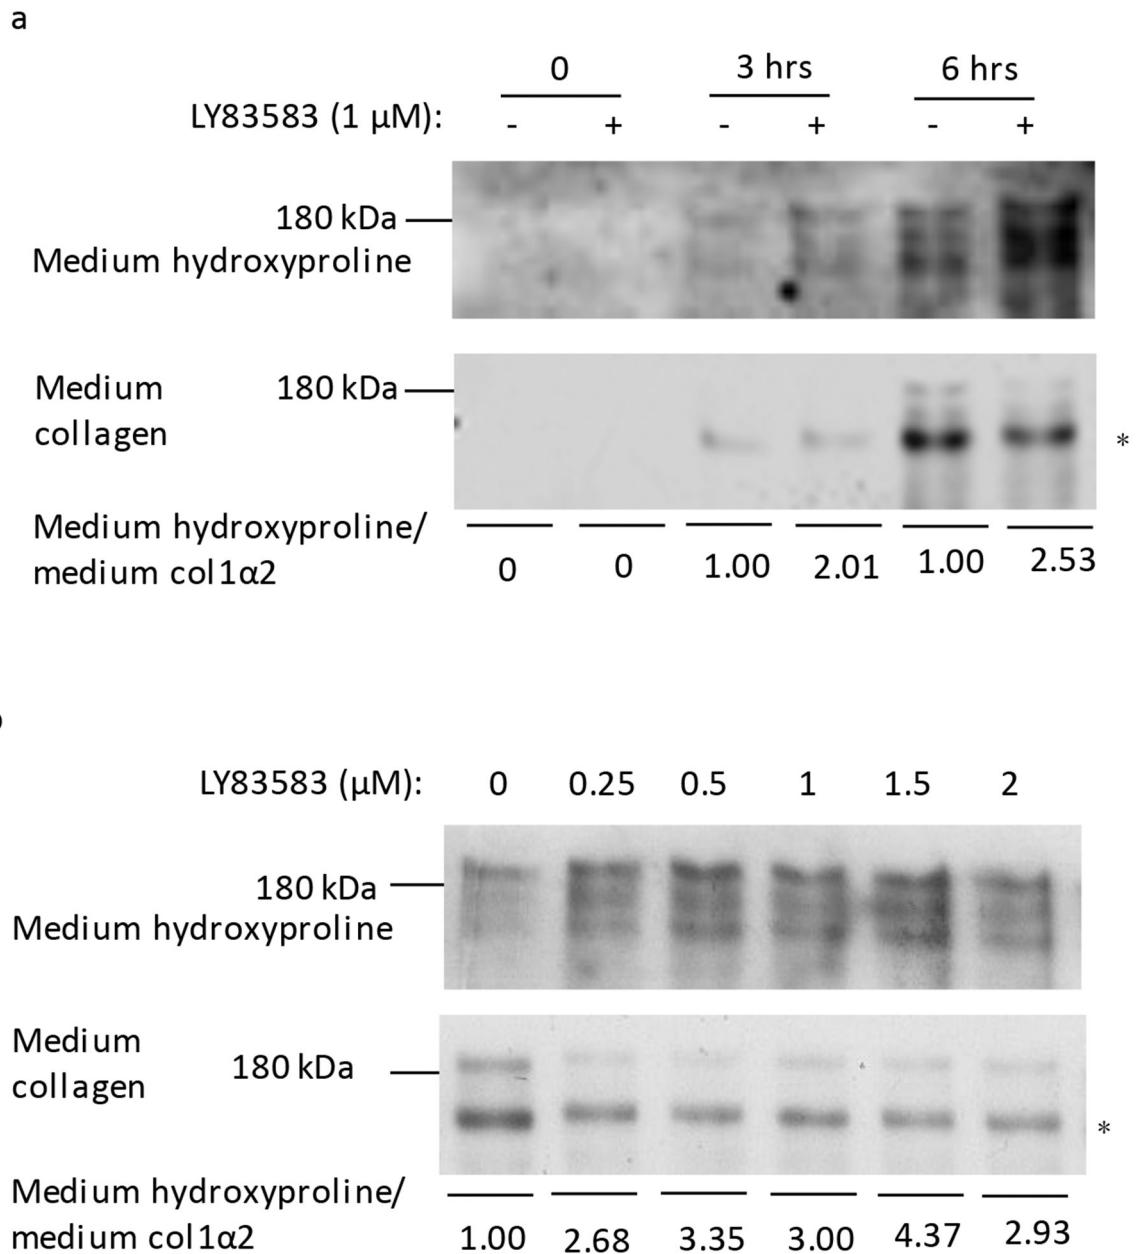 a
0 3 hrs 6 hrs
LY83583 (1 µM): - + - + - +
180 kDa
Medium hydroxyproline
Medium 180 kDa
collagen
*
Medium hydroxyproline/
medium col1α2 0 0 1.00 2.01 1.00 2.53
LY83583 (µM): 0 0.25 0.5 1 1.5 2
180 kDa
Medium hydroxyproline
Medium
collagen 180 kDa
*
Medium hydroxyproline/
medium col1α2 1.00 2.68 3.35 3.00 4.37 2.93